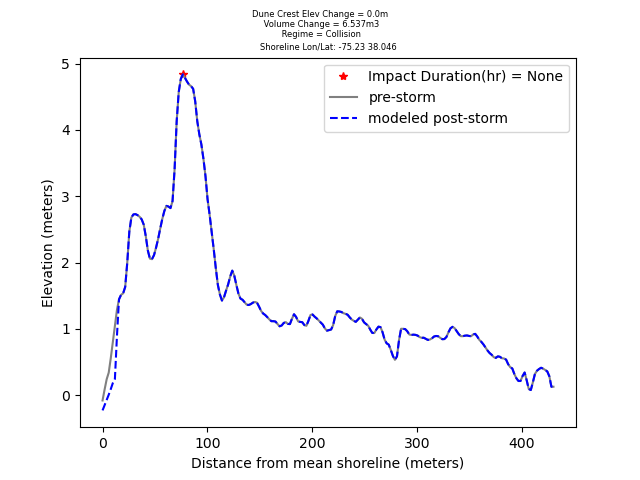 Dune Crest Elev Change = 0.0m
Volume Change = 6.537m3
Regime = Collision
Shoreline Lon/Lat: -75.23 38.046
Impact Duration(hr) = None
pre-storm
modeled post-storm
5
4
3
2
1
0
Elevation (meters)
0 100 200 300 400
Distance from mean shoreline (meters)